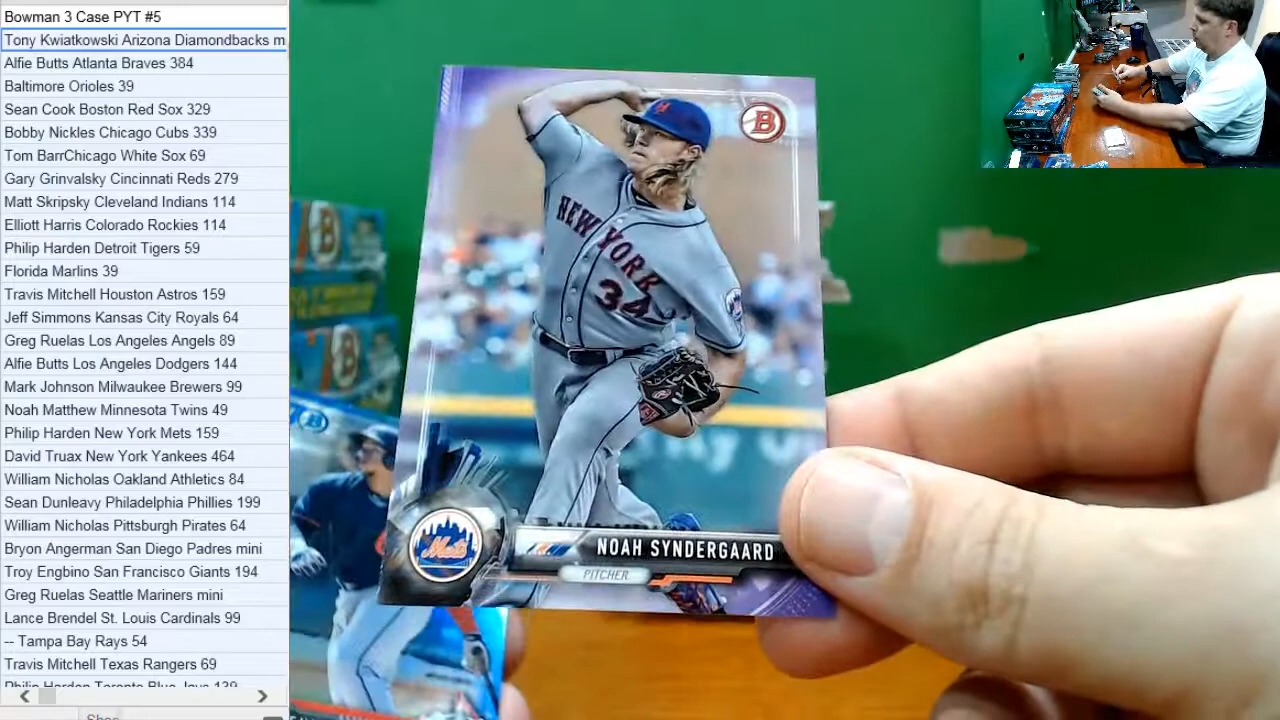 Bowman 3 Case PYT #5
Tony Kwiatkowski Arizona Diamondbacks m
Alfie Butts Atlanta Braves 384
Baltimore Orioles 39
Sean Cook Boston Red Sox 329
Bobby Nickles Chicago Cubs 339
Tom BarrChicago White Sox 69
Gary Grinvalsky Cincinnati Reds 279
Matt Skripsky Cleveland Indians 114
Elliott Harris Colorado Rockies 114
Philip Harden Detroit Tigers 59
Florida Marlins 39
Travis Mitchell Houston Astros 159
Jeff Simmons Kansas City Royals 64
Greg Ruelas Los Angeles Angels 89
Alfie Butts Los Angeles Dodgers 144
Mark Johnson Milwaukee Brewers 99
Noah Matthew Minnesota Twins 49
Philip Harden New York Mets 159
David Truax New York Yankees 464
William Nicholas Oakland Athletics 84
Sean Dunleavy Philadelphia Phillies 199
William Nicholas Pittsburgh Pirates 64
Bryon Angerman San Diego Padres mini
Troy Engbino San Francisco Giants 194
Greg Ruelas Seattle Mariners mini
Lance Brendel St. Louis Cardinals 99
-- Tampa Bay Rays 54
Travis Mitchell Texas Rangers 69
Philip Harden Toronto Blue Jays 139
B
NEW YORK
34
Mets
NOAH SYNDERGAARD
PITCHER